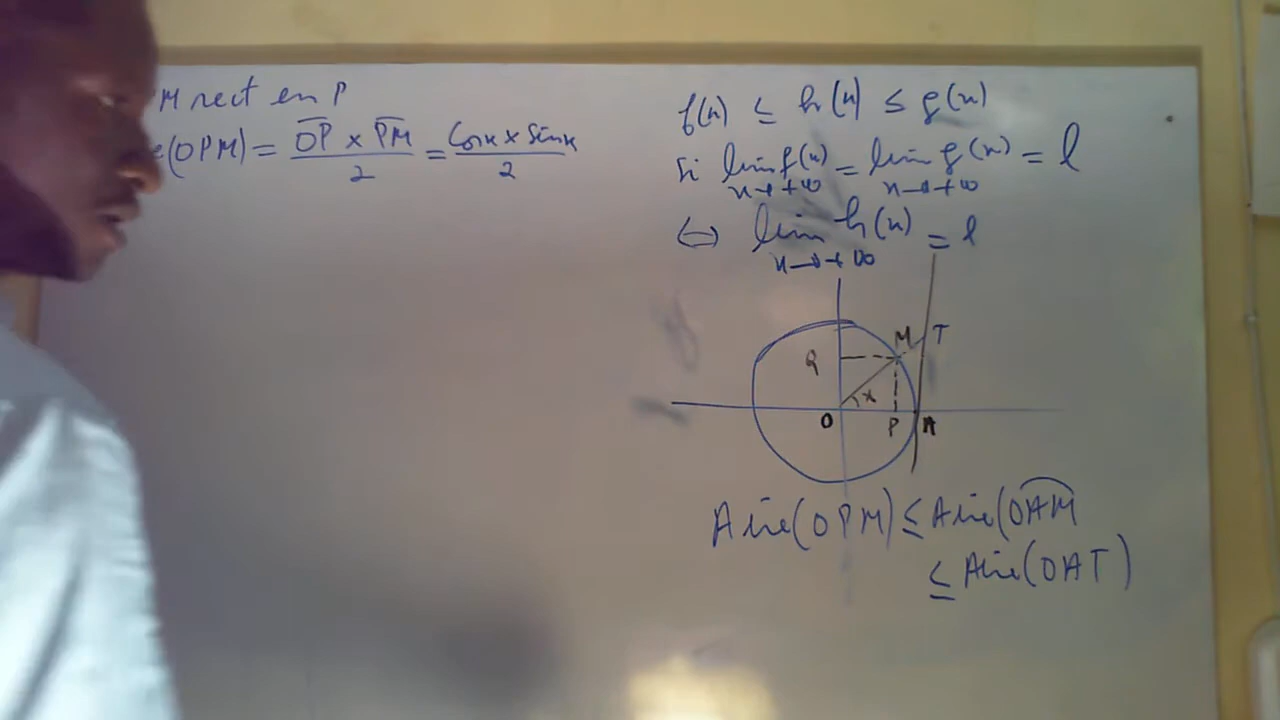 M rect en P
e(OPM) = OP × PM / 2 = Cosx × Sinx / 2
f(x) ≤ h(x) ≤ g(x)
Si lim f(x) = lim g(x) = l
x→+∞ x→+∞
⇔ lim h(x) = l
x→+∞
M T
Q
x
O P A
Aire(OPM) ≤ Aire(OAM
≤ Aire(OAT)